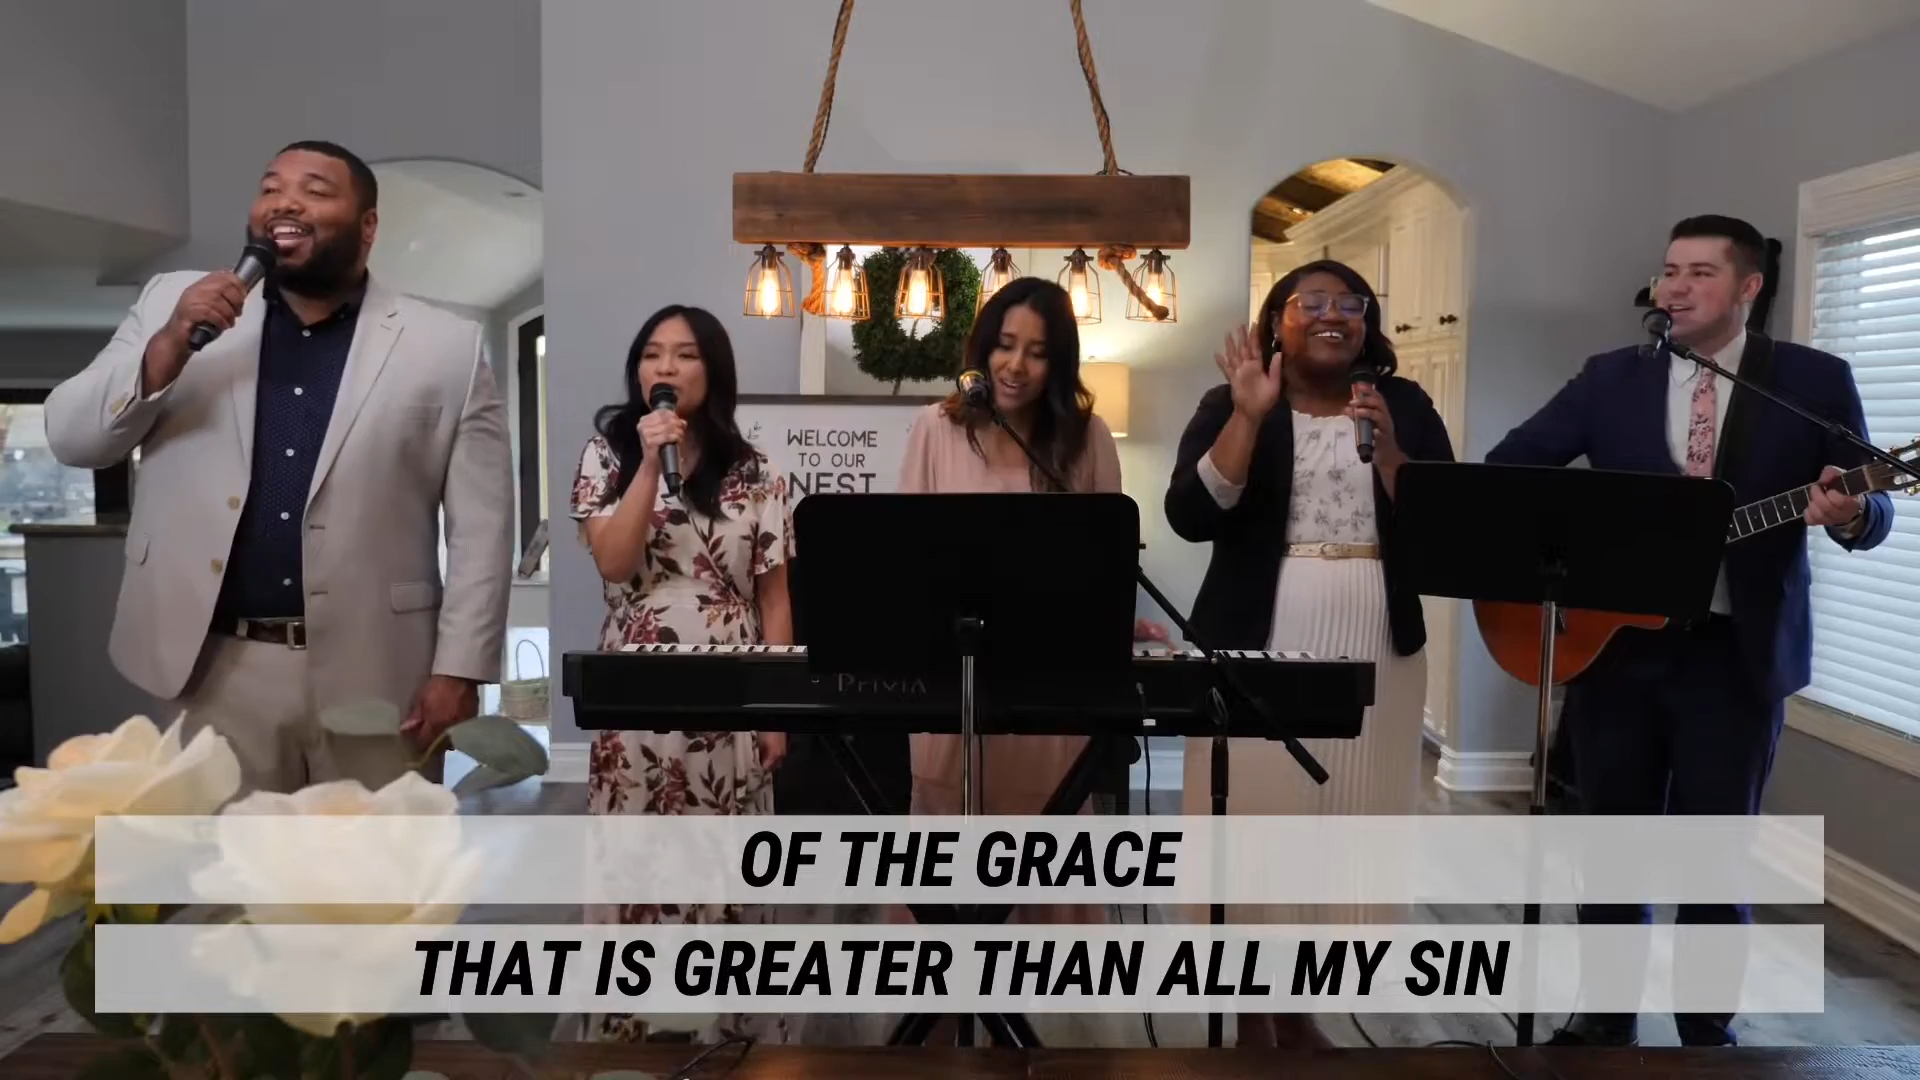 WELCOME
TO OUR
NEST
PriviA
OF THE GRACE
THAT IS GREATER THAN ALL MY SIN